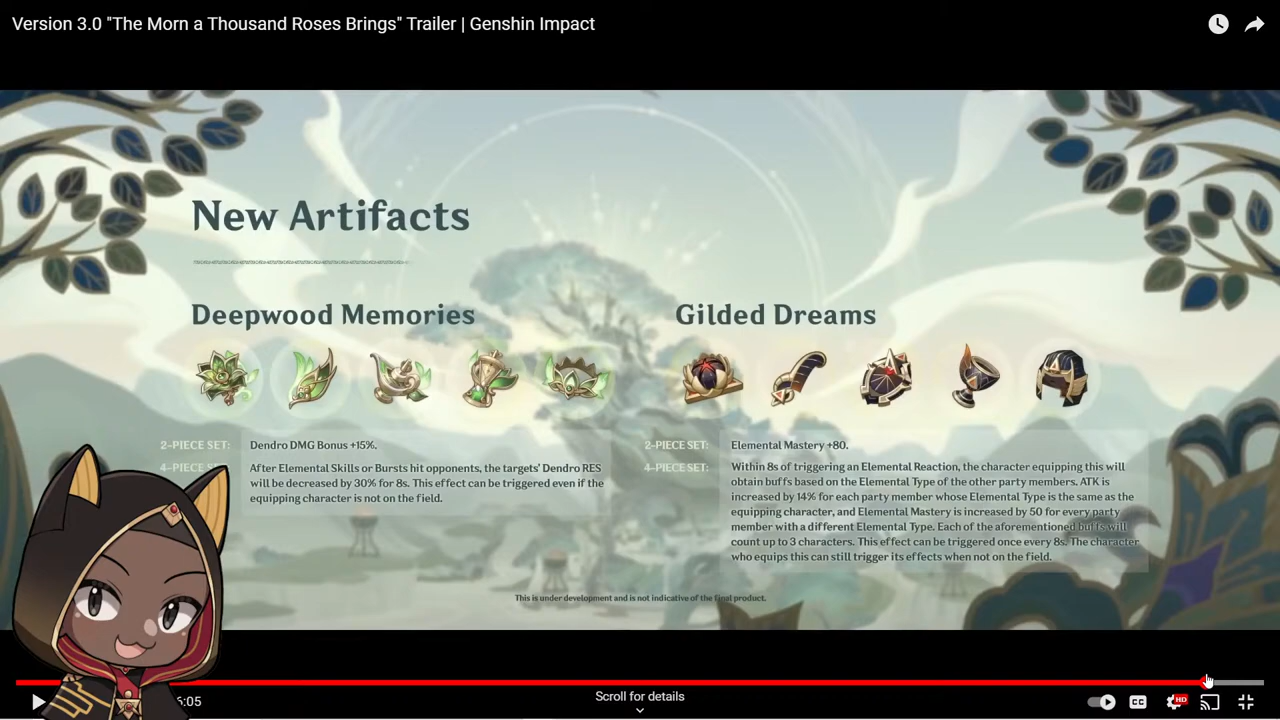 Version 3.0 "The Morn a Thousand Roses Brings" Trailer | Genshin Impact
New Artifacts
Deepwood Memories
2-PIECE SET: Dendro DMG Bonus +15%.
4-PIECE SET: After Elemental Skills or Bursts hit opponents, the targets' Dendro RES
will be decreased by 30% for 8s. This effect can be triggered even if the
equipping character is not on the field.
Gilded Dreams
2-PIECE SET: Elemental Mastery +80.
4-PIECE SET: Within 8s of triggering an Elemental Reaction, the character equipping this will
obtain buffs based on the Elemental Type of the other party members. ATK is
increased by 14% for each party member whose Elemental Type is the same as the
equipping character, and Elemental Mastery is increased by 50 for every party
member with a different Elemental Type. Each of the aforementioned buffs will
count up to 3 characters. This effect can be triggered once every 8s. The character
who equips this can still trigger its effects when not on the field.
This is under development and is not indicative of the final product.
6:05
Scroll for details
CC
HD